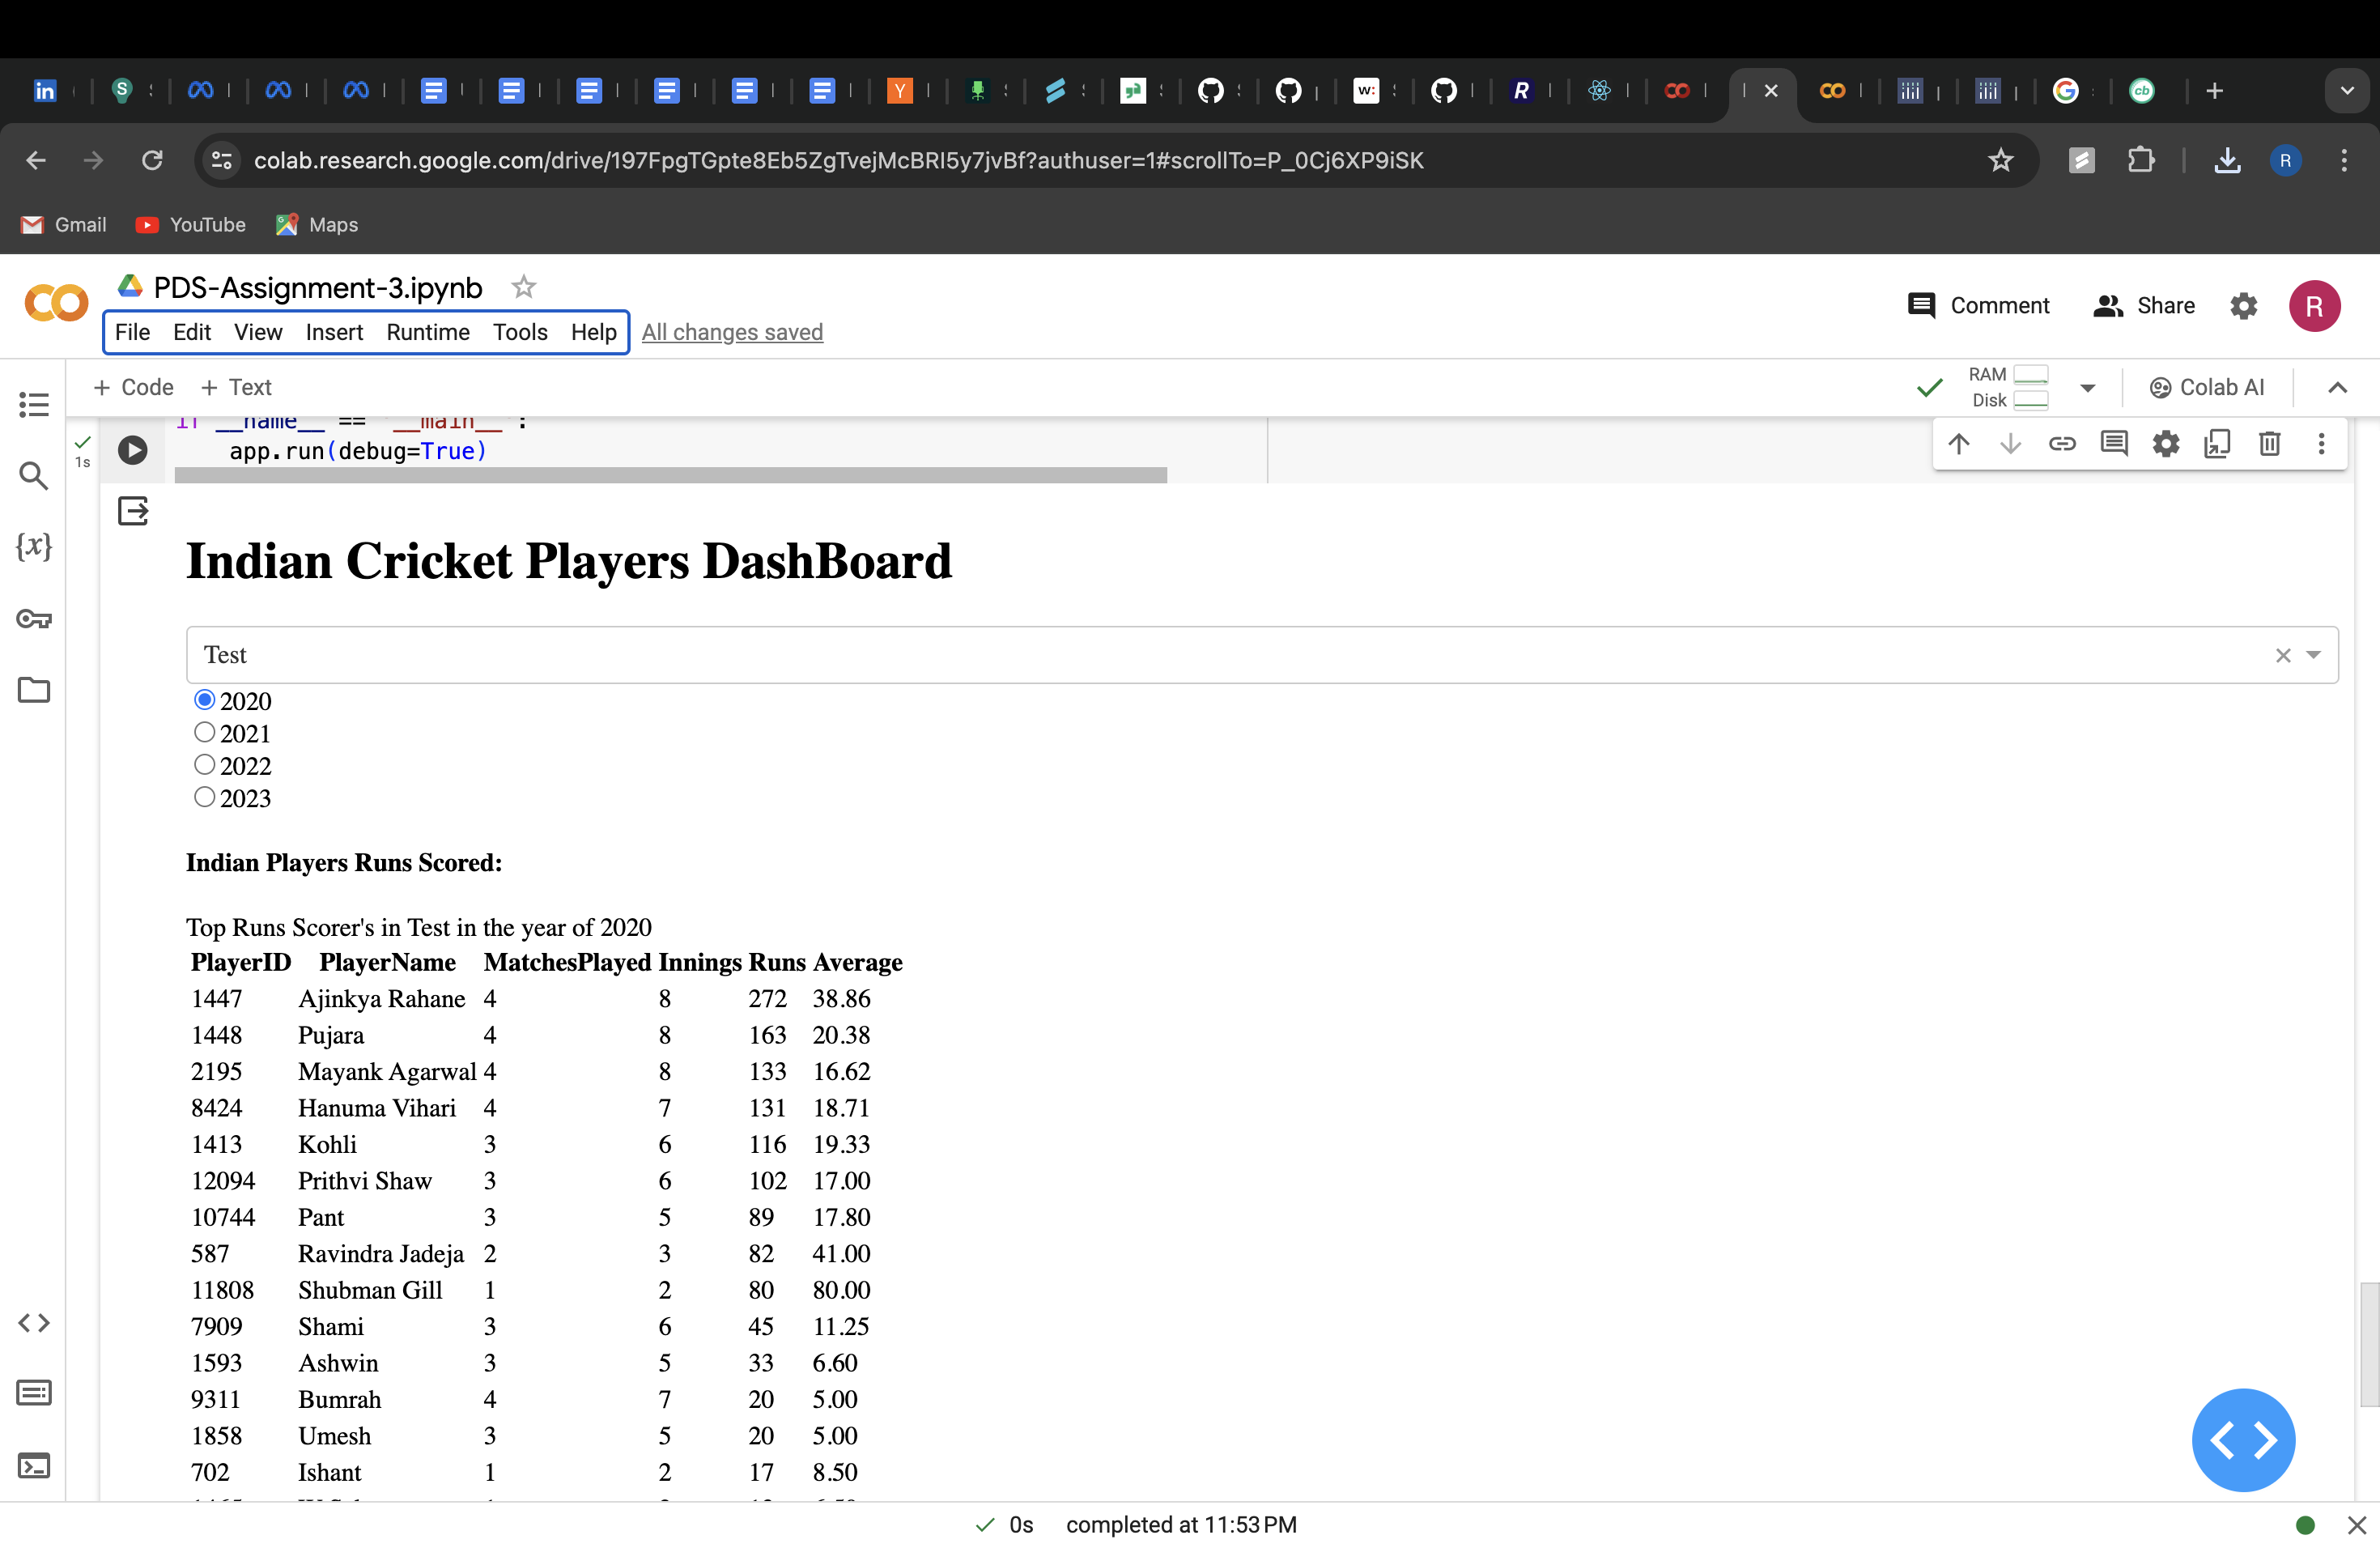 colab.research.google.com/drive/197FpgTGpte8Eb5ZgTvejMcBRI5y7jvBf?authuser=1#scrollTo=P_0Cj6XP9iSK
Gmail YouTube Maps
PDS-Assignment-3.ipynb
File Edit View Insert Runtime Tools Help All changes saved
Comment Share R
+ Code + Text
RAM
Disk
Colab AI
if __name__ == '__main__':
app.run(debug=True)
1s
Indian Cricket Players DashBoard
Test
2020
2021
2022
2023
Indian Players Runs Scored:
Top Runs Scorer's in Test in the year of 2020
PlayerID PlayerName MatchesPlayed Innings Runs Average
1447 Ajinkya Rahane 4 8 272 38.86
1448 Pujara 4 8 163 20.38
2195 Mayank Agarwal 4 8 133 16.62
8424 Hanuma Vihari 4 7 131 18.71
1413 Kohli 3 6 116 19.33
12094 Prithvi Shaw 3 6 102 17.00
10744 Pant 3 5 89 17.80
587 Ravindra Jadeja 2 3 82 41.00
11808 Shubman Gill 1 2 80 80.00
7909 Shami 3 6 45 11.25
1593 Ashwin 3 5 33 6.60
9311 Bumrah 4 7 20 5.00
1858 Umesh 3 5 20 5.00
702 Ishant 1 2 17 8.50
0s completed at 11:53 PM